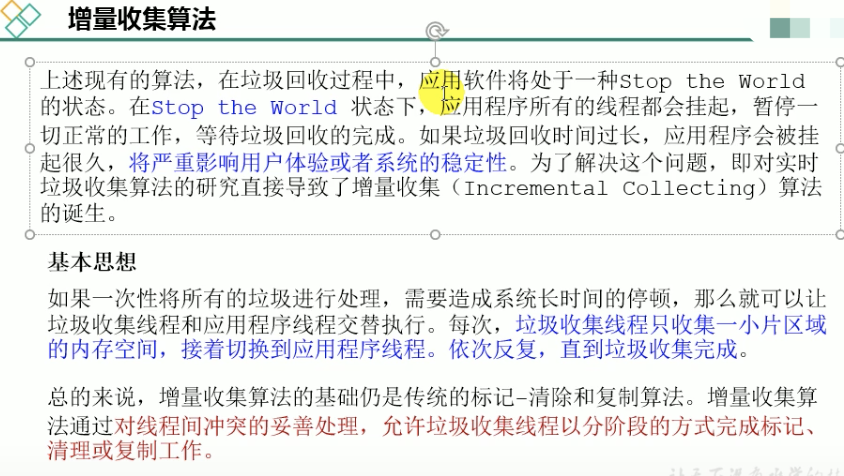 增量收集算法
上述现有的算法，在垃圾回收过程中，应用软件将处于一种Stop the World
的状态。在Stop the World 状态下，应用程序所有的线程都会挂起，暂停一
切正常的工作，等待垃圾回收的完成。如果垃圾回收时间过长，应用程序会被挂
起很久，将严重影响用户体验或者系统的稳定性。为了解决这个问题，即对实时
垃圾收集算法的研究直接导致了增量收集（Incremental Collecting）算法
的诞生。
基本思想
如果一次性将所有的垃圾进行处理，需要造成系统长时间的停顿，那么就可以让
垃圾收集线程和应用程序线程交替执行。每次，垃圾收集线程只收集一小片区域
的内存空间，接着切换到应用程序线程。依次反复，直到垃圾收集完成。
总的来说，增量收集算法的基础仍是传统的标记-清除和复制算法。增量收集算
法通过对线程间冲突的妥善处理，允许垃圾收集线程以分阶段的方式完成标记、
清理或复制工作。